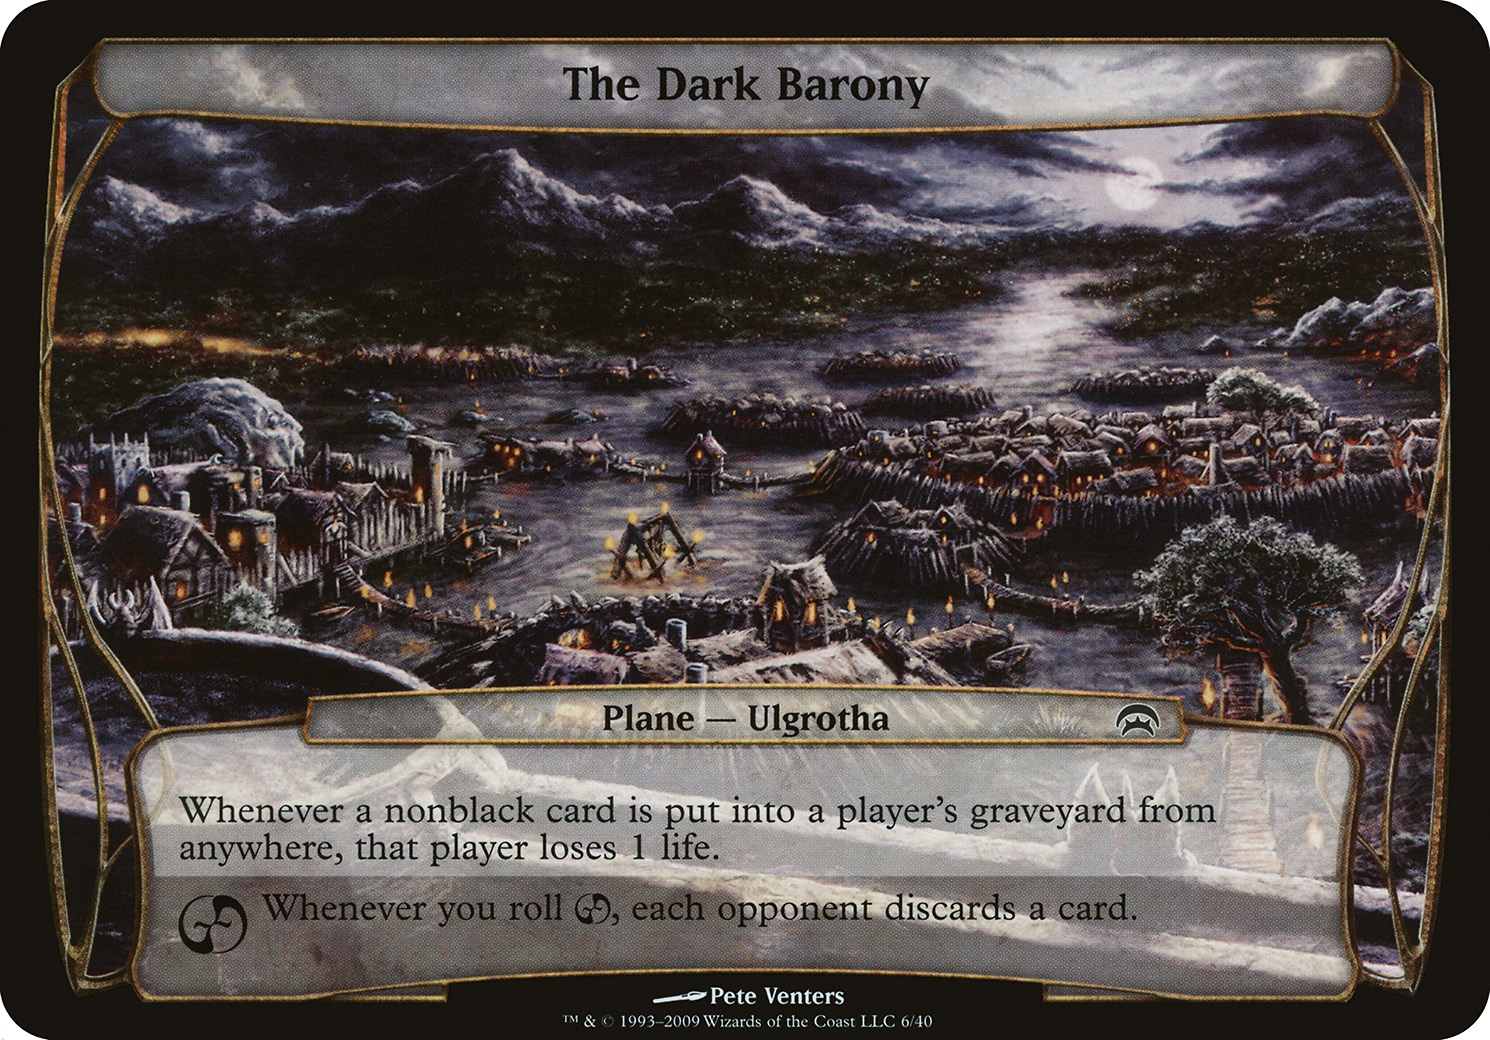 The Dark Barony
Plane — Ulgrotha
Whenever a nonblack card is put into a player's graveyard from
anywhere, that player loses 1 life.
Whenever you roll , each opponent discards a card.
Pete Venters
™ & © 1993–2009 Wizards of the Coast LLC 6/40